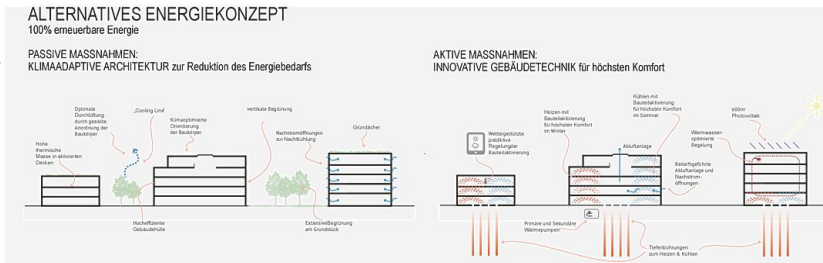 ALTERNATIVES ENERGIEKONZEPT
100% erneuerbare Energie
PASSIVE MASSNAHMEN:
KLIMAADAPTIVE ARCHITEKTUR zur Reduktion des Energiebedarfs
Optimale
Durchlüftung
durch gezielte
Anordnung der
Baukörper
„Cooling Lind“
Klimaoptimierte
Orientierung
der Baukörper
vertikale Begrünung
Nachstromöffnungen
zur Nachtkühlung
Gründächer
Hohe
thermische
Masse in aktivierten
Decken
Hocheffiziente
Gebäudehülle
Extensive Begrünung
am Grundstück
AKTIVE MASSNAHMEN:
INNOVATIVE GEBÄUDETECHNIK für höchsten Komfort
Wettergestützte
prädiktive
Regelung der
Bauteilaktivierung
Heizen mit
Bauteilaktivierung
für höchsten Komfort
im Winter
Kühlen mit
Bauteilaktivierung
für höchsten Komfort
im Sommer
Abluftanlage
600m²
Photovoltaik
Warmwasser-
optimierte
Regelung
Bedarfsgeführte
Abluftanlage und
Nachstrom-
öffnungen
Primäre und Sekundäre
Wärmepumpen
Tiefenbohrungen
zum Heizen & Kühlen